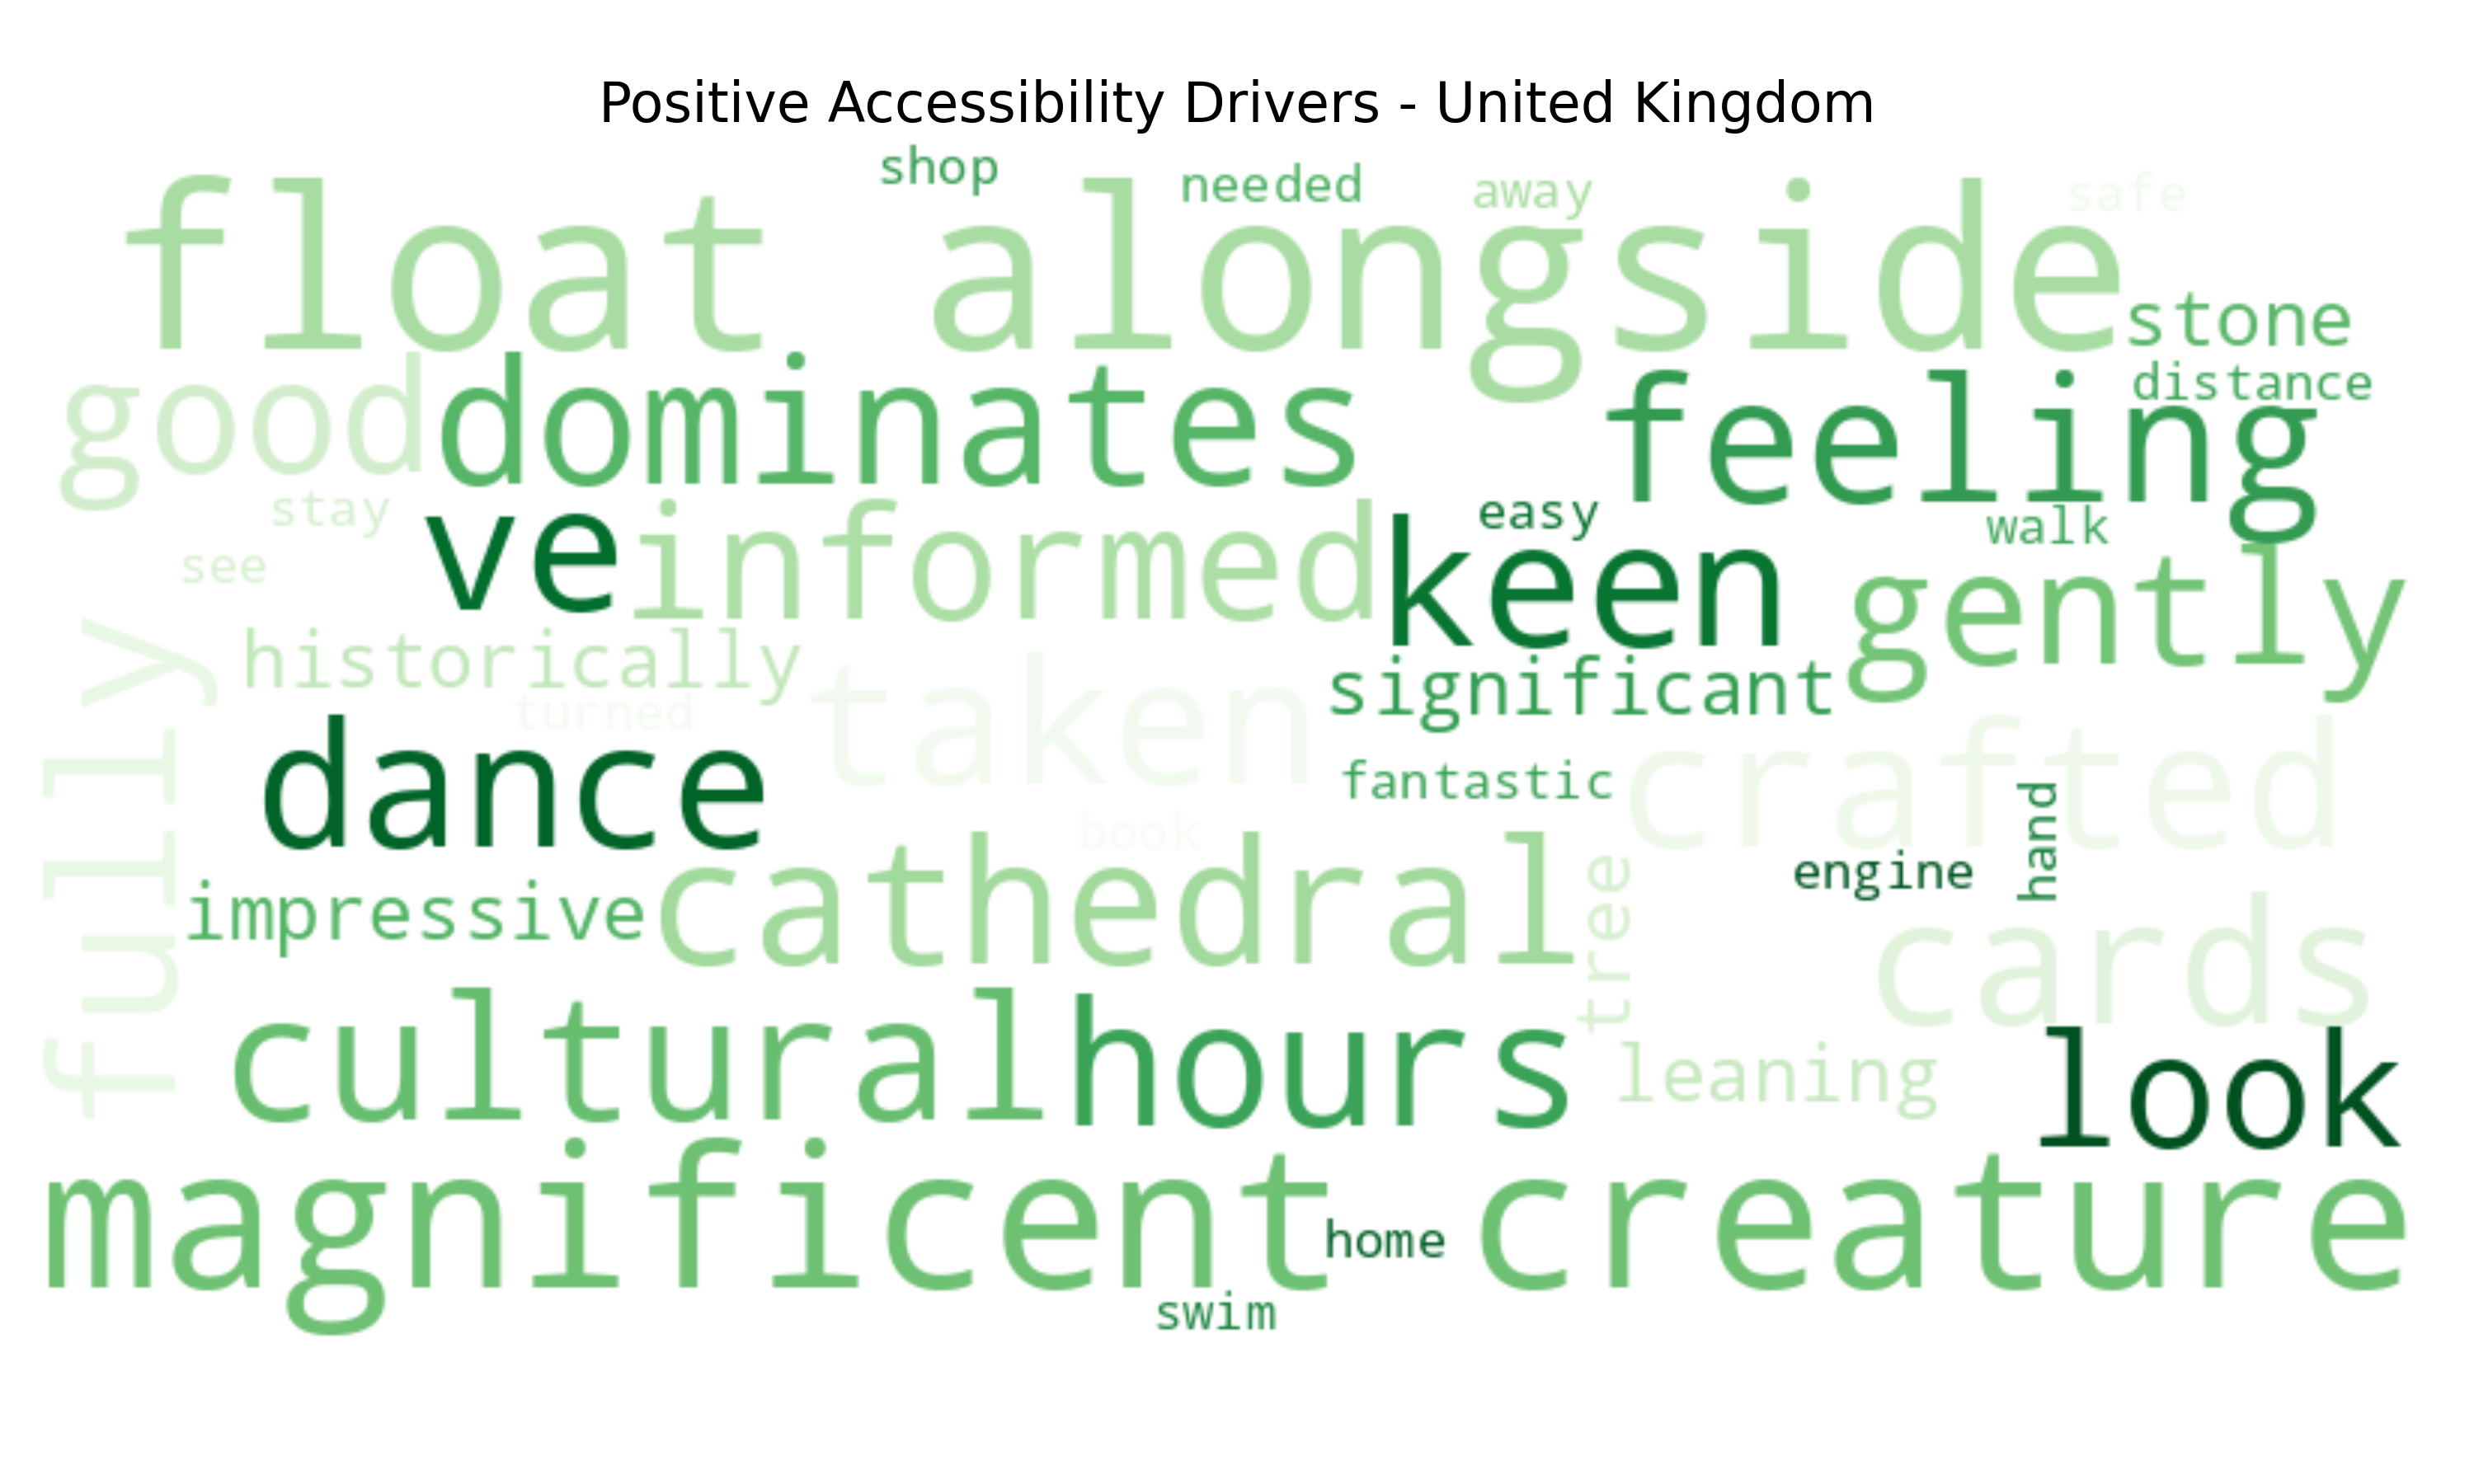 Positive Accessibility Drivers - United Kingdom
shop needed away safe
float alongside
stone
distance
good dominates feeling
stay easy walk
see ve informed keen gently
historically significant
turned taken
fully dance fantastic crafted
book hand
engine
impressive cathedral tree cards
cultural hours leaning look
magnificent home creature
swim